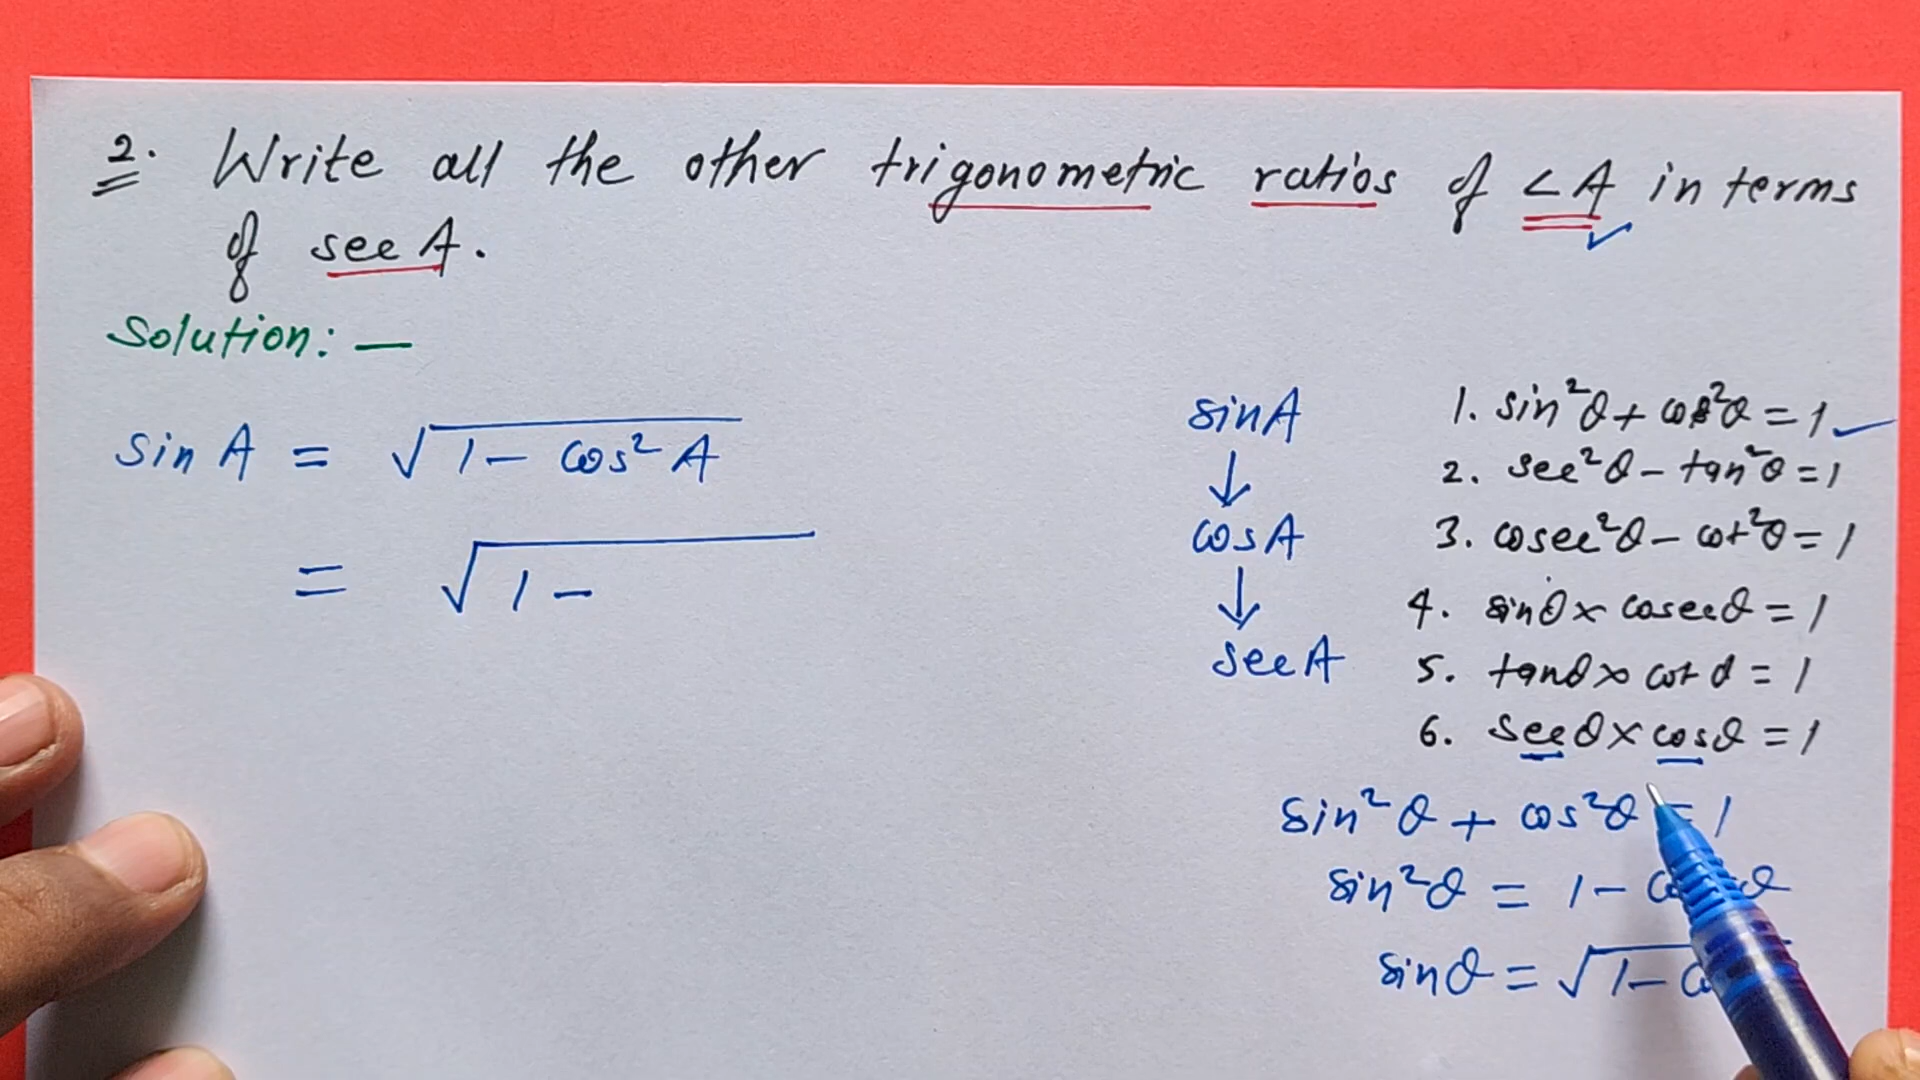 2. Write all the other trigonometric ratios of ∠A in terms
of sec A.
Solution: —
sin A = √(1 - cos² A)
= √(1 -
sinA
↓
cosA
↓
secA
1. sin²θ + cos²θ = 1
2. sec²θ - tan²θ = 1
3. cosec²θ - cot²θ = 1
4. sinθ × cosecθ = 1
5. tanθ × cot θ = 1
6. secθ × cosθ = 1
sin²θ + cos²θ = 1
sin²θ = 1 -
sinθ = √1 -